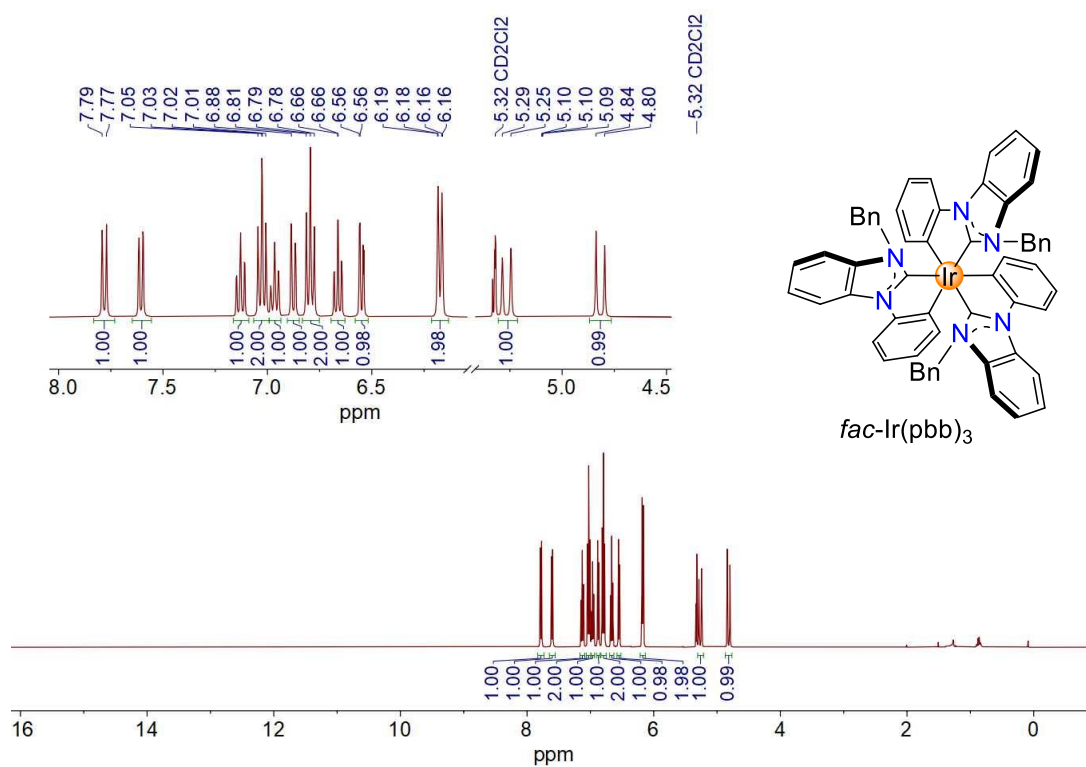 7.79
7.77
7.05
7.03
7.02
7.01
6.88
6.81
6.79
6.78
6.66
6.66
6.56
6.56
6.19
6.18
6.16
6.16
5.32 CD2Cl2
5.29
5.25
5.10
5.10
5.09
4.84
4.80
5.32 CD2Cl2
1.00
1.00
1.00
2.00
1.00
1.00
2.00
1.00
0.98
1.98
1.00
0.99
8.0 7.5 7.0 6.5 5.0 4.5
ppm
Bn
N
N
Bn
N
N
Ir
N
N
Bn
fac-Ir(pbb)3
1.00
1.00
1.00
2.00
1.00
1.00
2.00
1.00
0.98
1.98
1.00
0.99
16 14 12 10 8 6 4 2 0
ppm